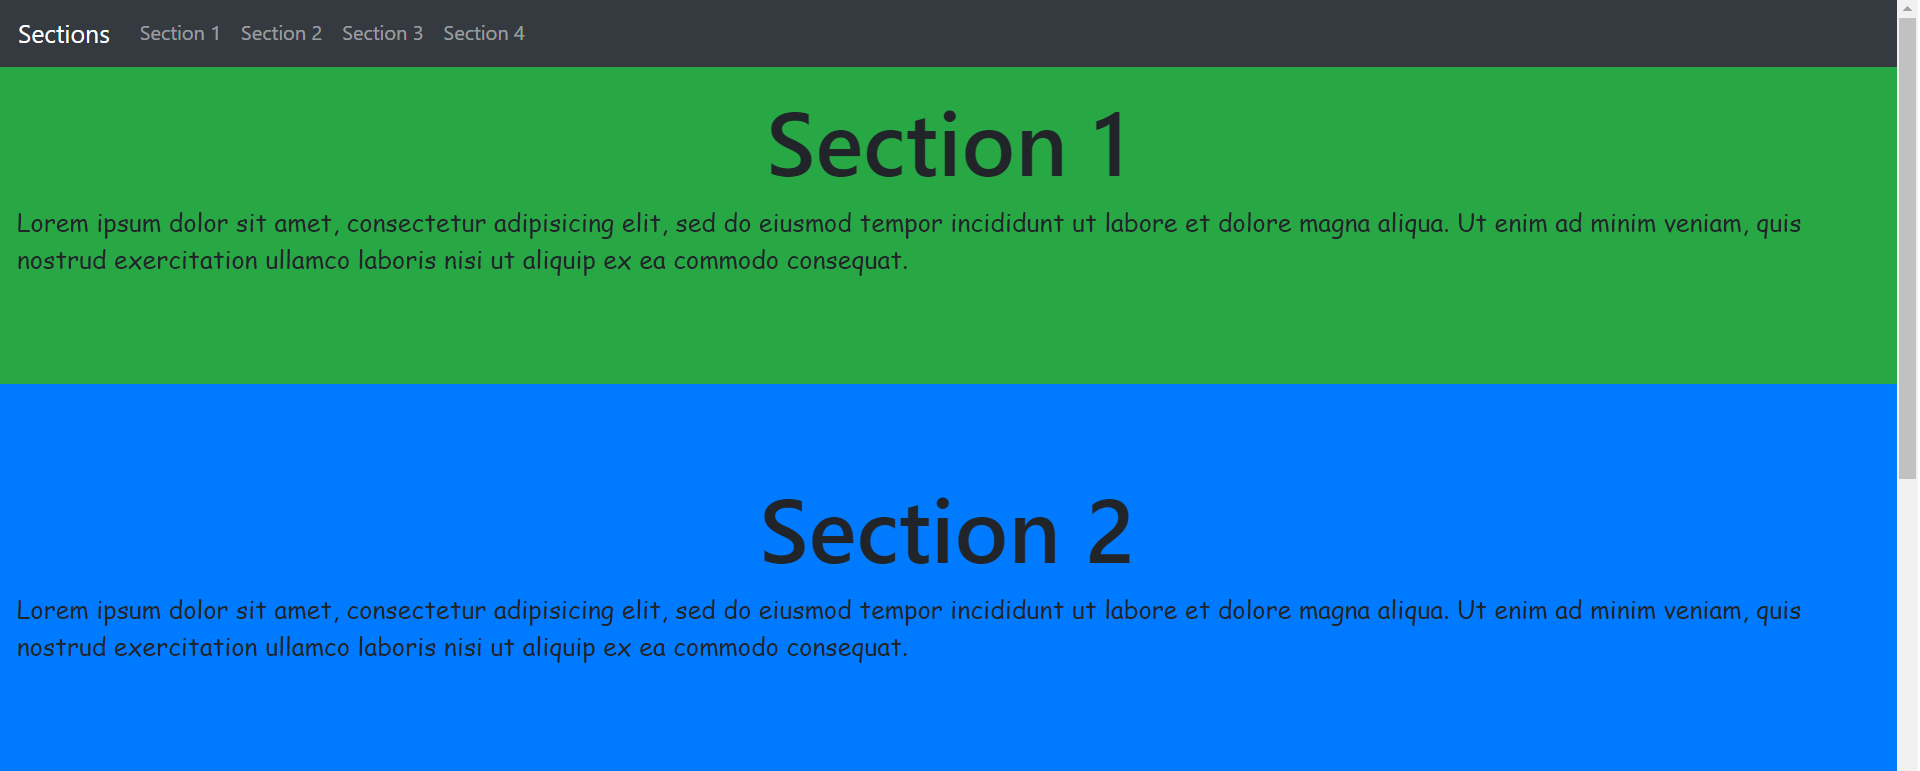 Sections Section 1 Section 2 Section 3 Section 4
Section 1
Lorem ipsum dolor sit amet, consectetur adipisicing elit, sed do eiusmod tempor incididunt ut labore et dolore magna aliqua. Ut enim ad minim veniam, quis
nostrud exercitation ullamco laboris nisi ut aliquip ex ea commodo consequat.
Section 2
Lorem ipsum dolor sit amet, consectetur adipisicing elit, sed do eiusmod tempor incididunt ut labore et dolore magna aliqua. Ut enim ad minim veniam, quis
nostrud exercitation ullamco laboris nisi ut aliquip ex ea commodo consequat.